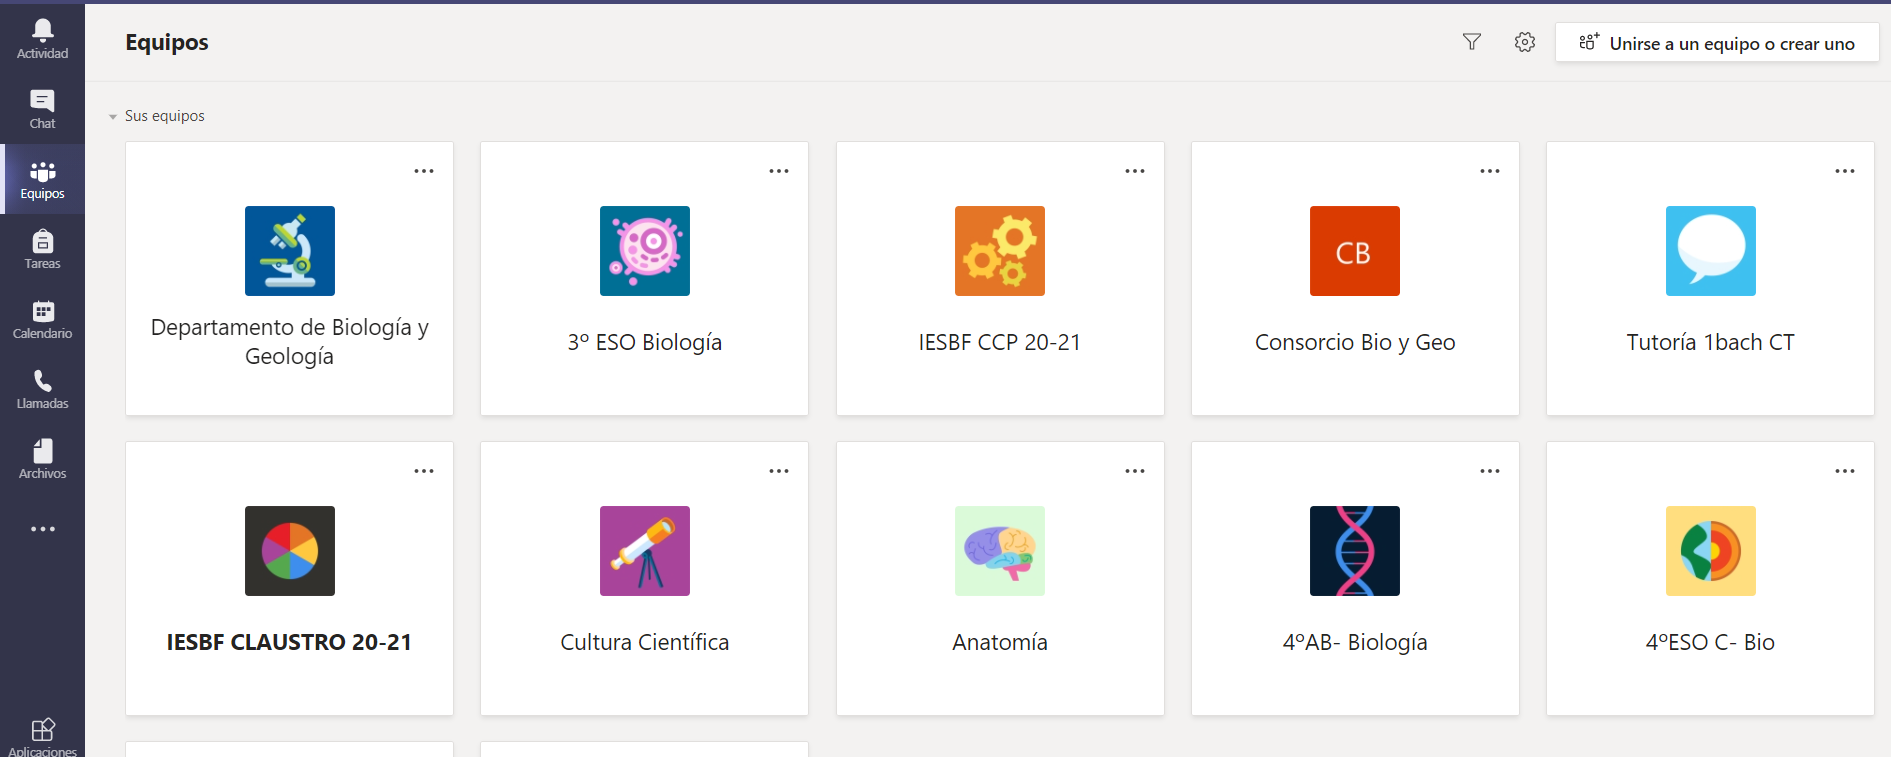 Actividad
Chat
Equipos
Tareas
Calendario
Llamadas
Archivos
Aplicaciones
Equipos
Unirse a un equipo o crear uno
Sus equipos
Departamento de Biología y
Geología
3º ESO Biología
IESBF CCP 20-21
CB
Consorcio Bio y Geo
Tutoría 1bach CT
IESBF CLAUSTRO 20-21
Cultura Científica
Anatomía
4ºAB- Biología
4ºESO C- Bio